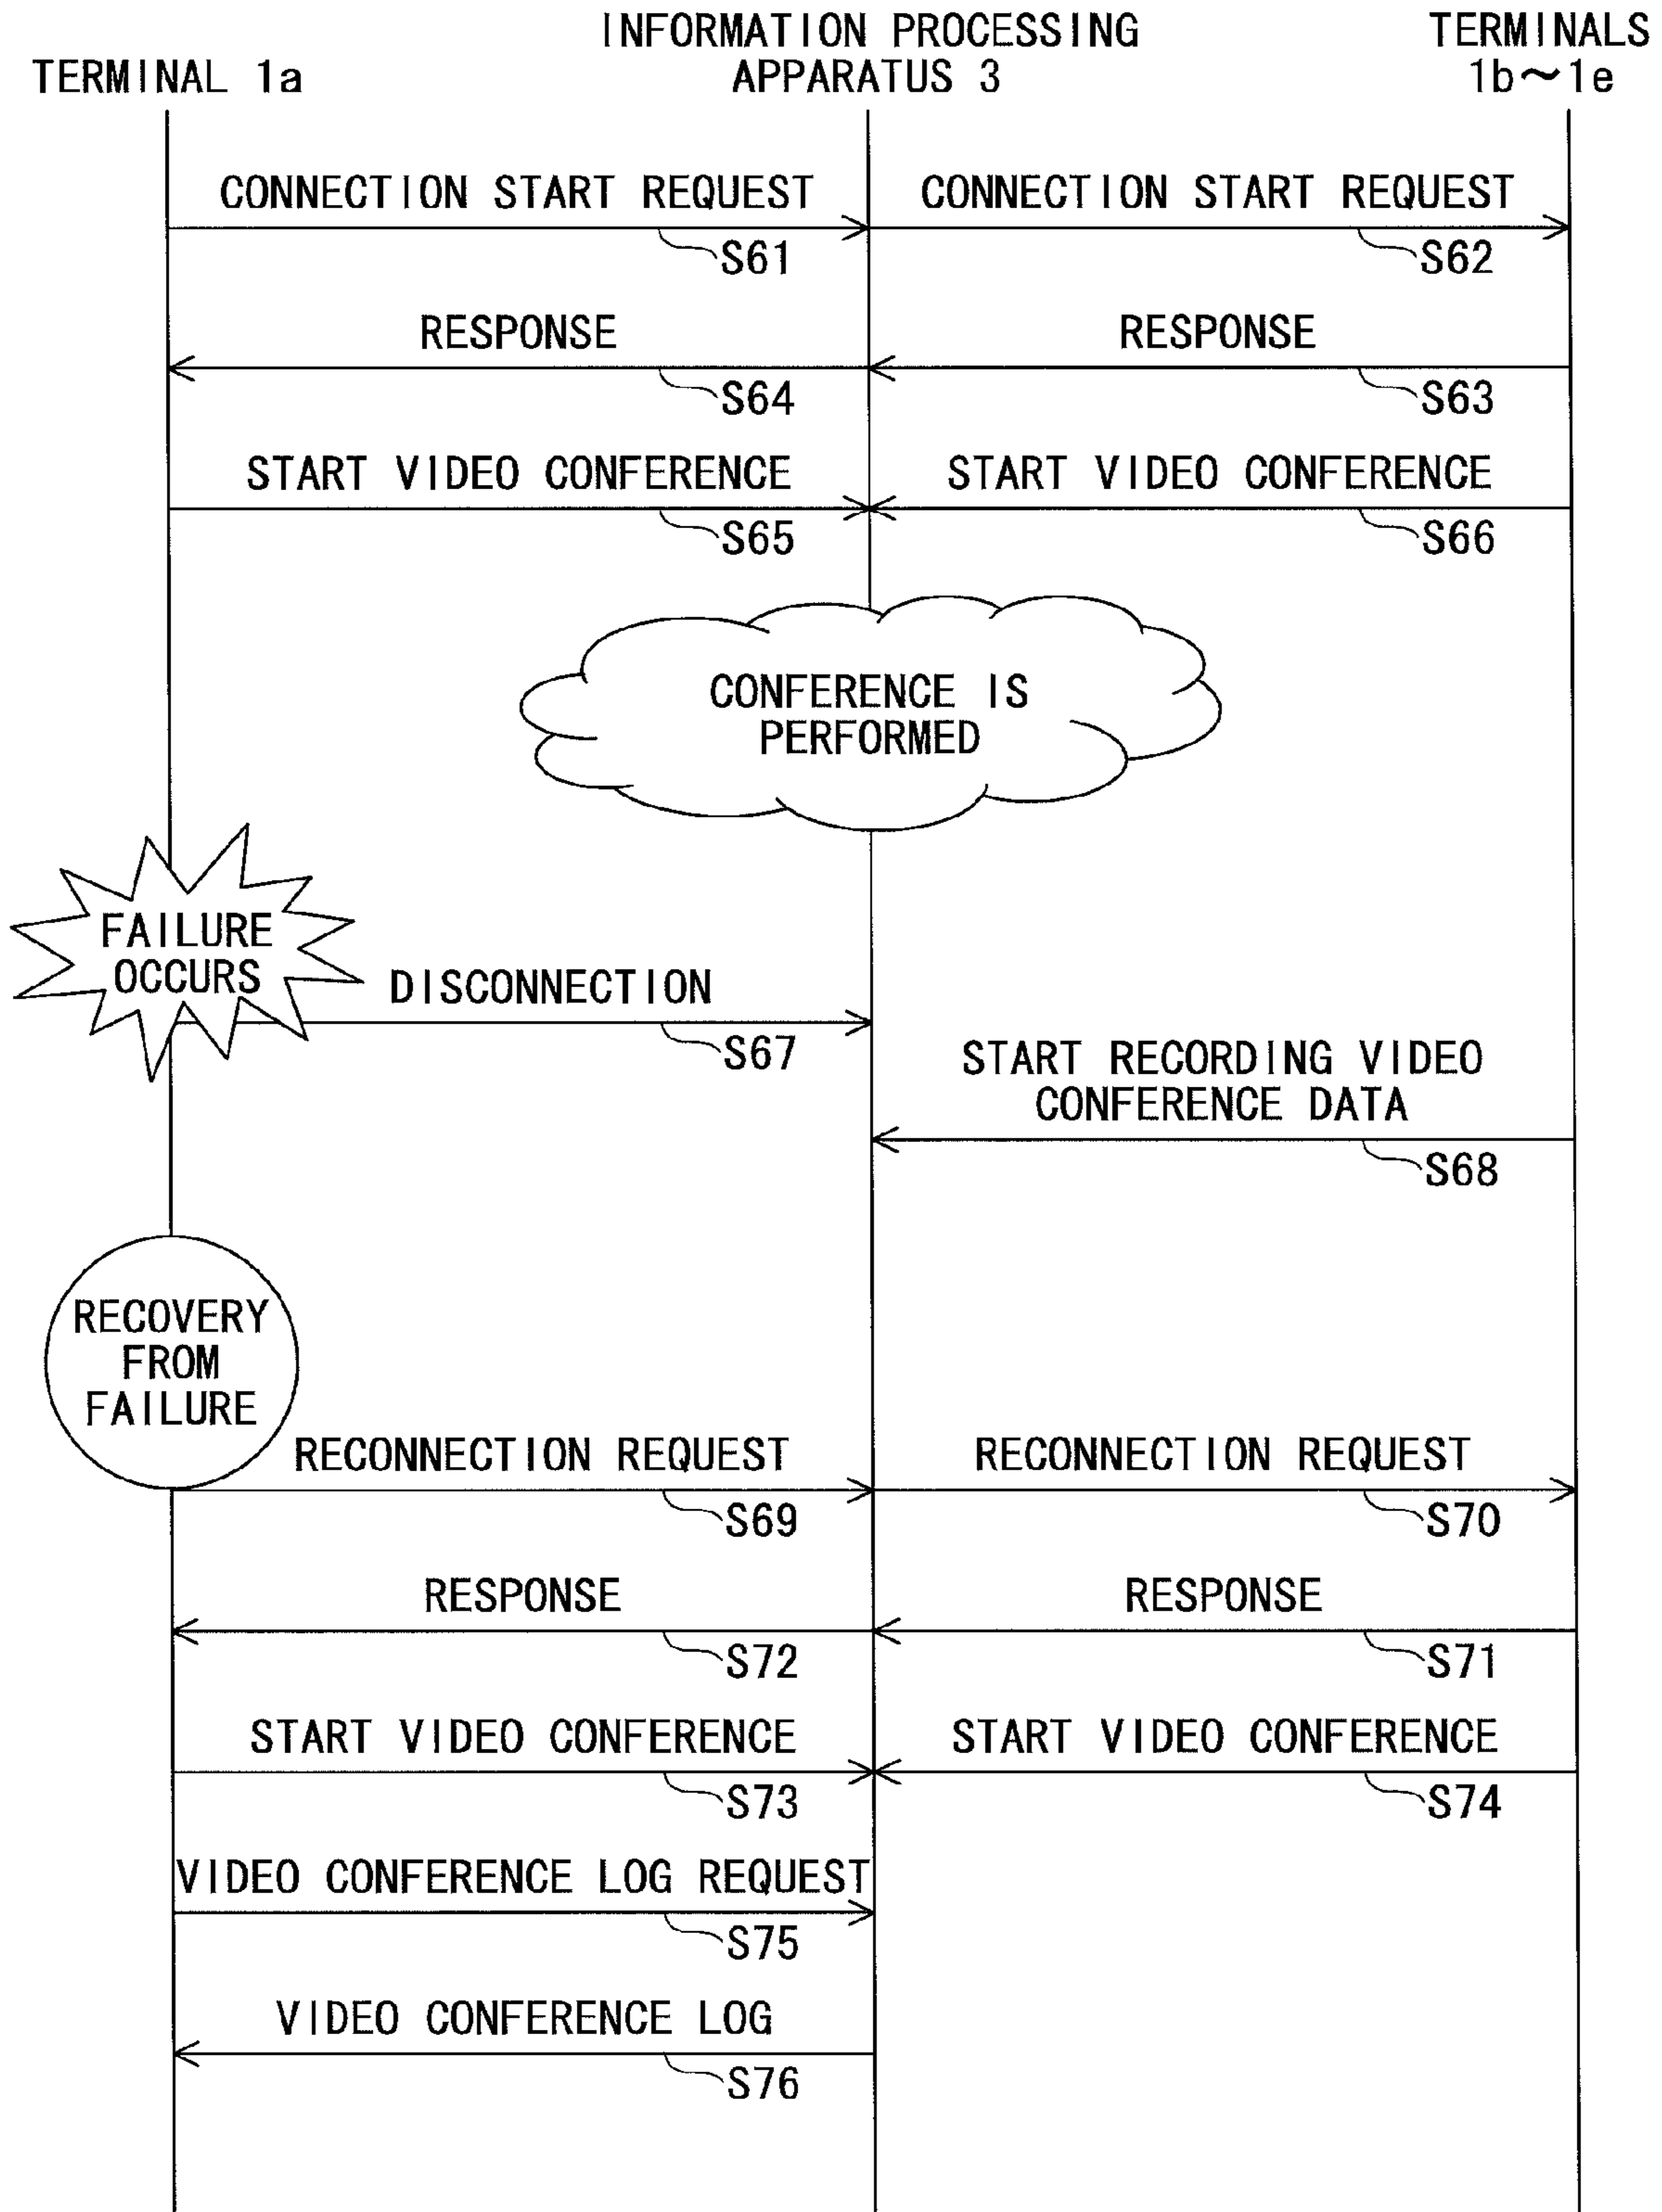 INFORMATION PROCESSING
APPARATUS 3
TERMINALS
1b~1e
TERMINAL 1a
CONNECTION START REQUEST
S61
CONNECTION START REQUEST
S62
RESPONSE
S64
RESPONSE
S63
START VIDEO CONFERENCE
S65
START VIDEO CONFERENCE
S66
CONFERENCE IS
PERFORMED
FAILURE
OCCURS
DISCONNECTION
S67
START RECORDING VIDEO
CONFERENCE DATA
S68
RECOVERY
FROM
FAILURE
RECONNECTION REQUEST
S69
RECONNECTION REQUEST
S70
RESPONSE
S72
RESPONSE
S71
START VIDEO CONFERENCE
S73
START VIDEO CONFERENCE
S74
VIDEO CONFERENCE LOG REQUEST
S75
VIDEO CONFERENCE LOG
S76